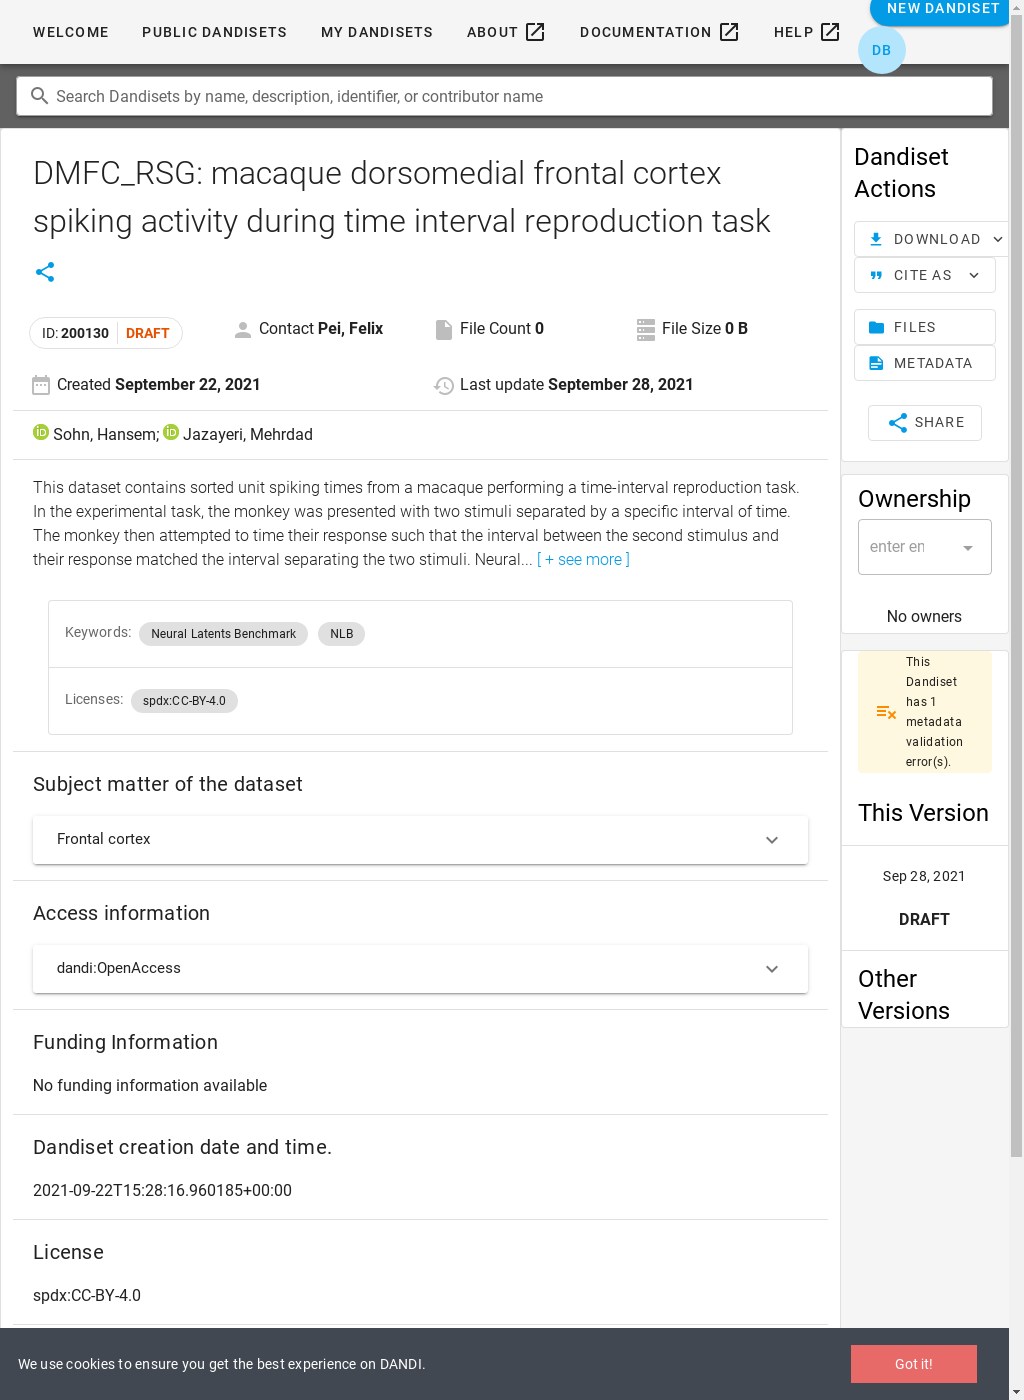 WELCOME
PUBLIC DANDISETS
MY DANDISETS
ABOUT
DOCUMENTATION
HELP
NEW DANDISET
DB
Search Dandisets by name, description, identifier, or contributor name
DMFC_RSG: macaque dorsomedial frontal cortex
spiking activity during time interval reproduction task
ID: 200130 DRAFT
Contact Pei, Felix
File Count 0
File Size 0 B
Created September 22, 2021
Last update September 28, 2021
iD Sohn, Hansem; iD Jazayeri, Mehrdad
This dataset contains sorted unit spiking times from a macaque performing a time-interval reproduction task.
In the experimental task, the monkey was presented with two stimuli separated by a specific interval of time.
The monkey then attempted to time their response such that the interval between the second stimulus and
their response matched the interval separating the two stimuli. Neural... [ + see more ]
Keywords: Neural Latents Benchmark NLB
Licenses: spdx:CC-BY-4.0
Subject matter of the dataset
Frontal cortex
Access information
dandi:OpenAccess
Funding Information
No funding information available
Dandiset creation date and time.
2021-09-22T15:28:16.960185+00:00
License
spdx:CC-BY-4.0
Dandiset
Actions
DOWNLOAD
CITE AS
FILES
METADATA
SHARE
Ownership
enter en
No owners
This
Dandiset
has 1
metadata
validation
error(s).
This Version
Sep 28, 2021
DRAFT
Other
Versions
We use cookies to ensure you get the best experience on DANDI.
Got it!